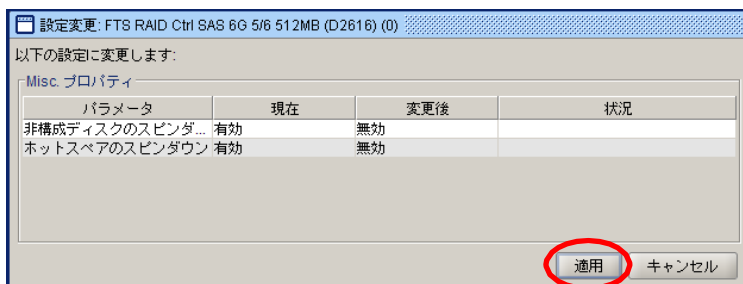 設定変更: FTS RAID Ctrl SAS 6G 5/6 512MB (D2616) (0)
以下の設定に変更します:
Misc. プロパティ
パラメータ 現在 変更後 状況
非構成ディスクのスピンダ... 有効 無効
ホットスペアのスピンダウン 有効 無効
適用 キャンセル